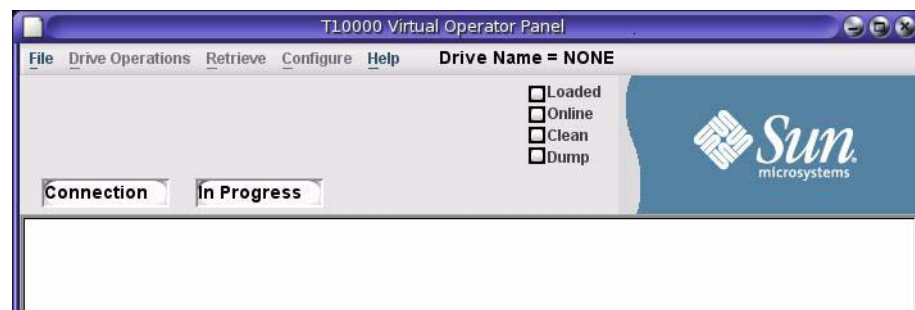 T10000 Virtual Operator Panel
File Drive Operations Retrieve Configure Help Drive Name = NONE
Loaded
Online
Clean
Dump
Sun.
microsystems
Connection In Progress